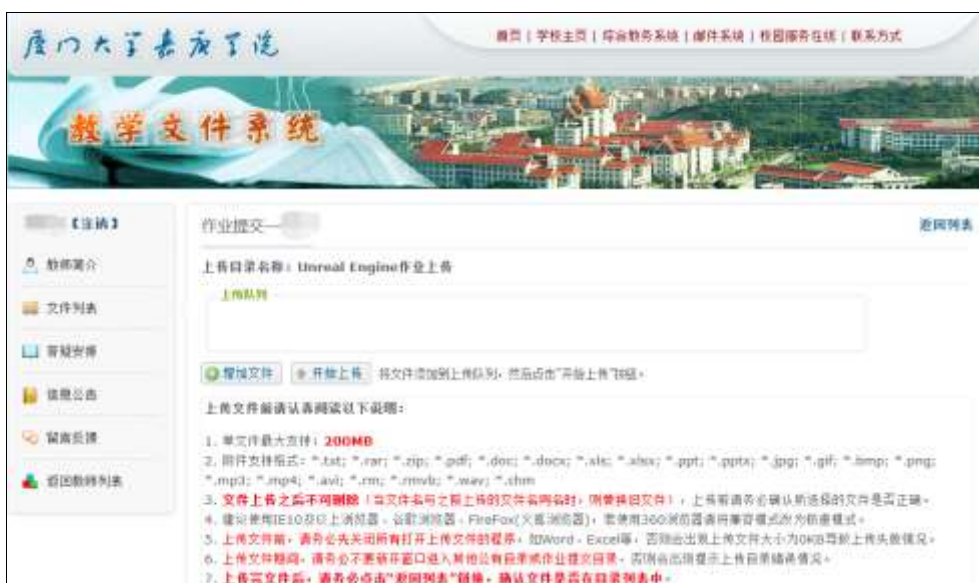 厦门大学嘉庚学院
首页 | 学校主页 | 综合教务系统 | 邮件系统 | 校园服务在线 | 联系方式
教学文件系统
【注销】
作业提交—
返回列表
教师简介
文件列表
答疑安排
信息公告
留言反馈
返回教师列表
上传目录名称：Unreal Engine作业上传
上传队列
增加文件
开始上传
将文件添加到上传队列，然后点击"开始上传"按钮。
上传文件前请认真阅读以下说明：
1. 单文件最大支持：200MB
2. 附件支持格式：*.txt; *.rar; *.zip; *.pdf; *.doc; *.docx; *.xls; *.xlsx; *.ppt; *.pptx; *.jpg; *.gif; *.bmp; *.png;
*.mp3; *.mp4; *.avi; *.rm; *.rmvb; *.wav; *.chm
3. 文件上传之后不可删除（当文件名与之前上传的文件名同名时，则替换旧文件），上传前请务必确认所选择的文件是否正确。
4. 建议使用IE10及以上浏览器、谷歌浏览器、FireFox(火狐浏览器)，若使用360浏览器请将兼容模式改为极速模式。
5. 上传文件前，请务必先关闭所有打开上传文件的程序，如Word、Excel等，否则会出现上传文件大小为0KB导致上传失败情况。
6. 上传文件期间，请务必不要新开窗口进入其他公有目录或作业提交目录，否则会出现提示上传目录错误情况。
7. 上传完文件后，请务必点击"返回列表"链接，确认文件是否在目录列表中。